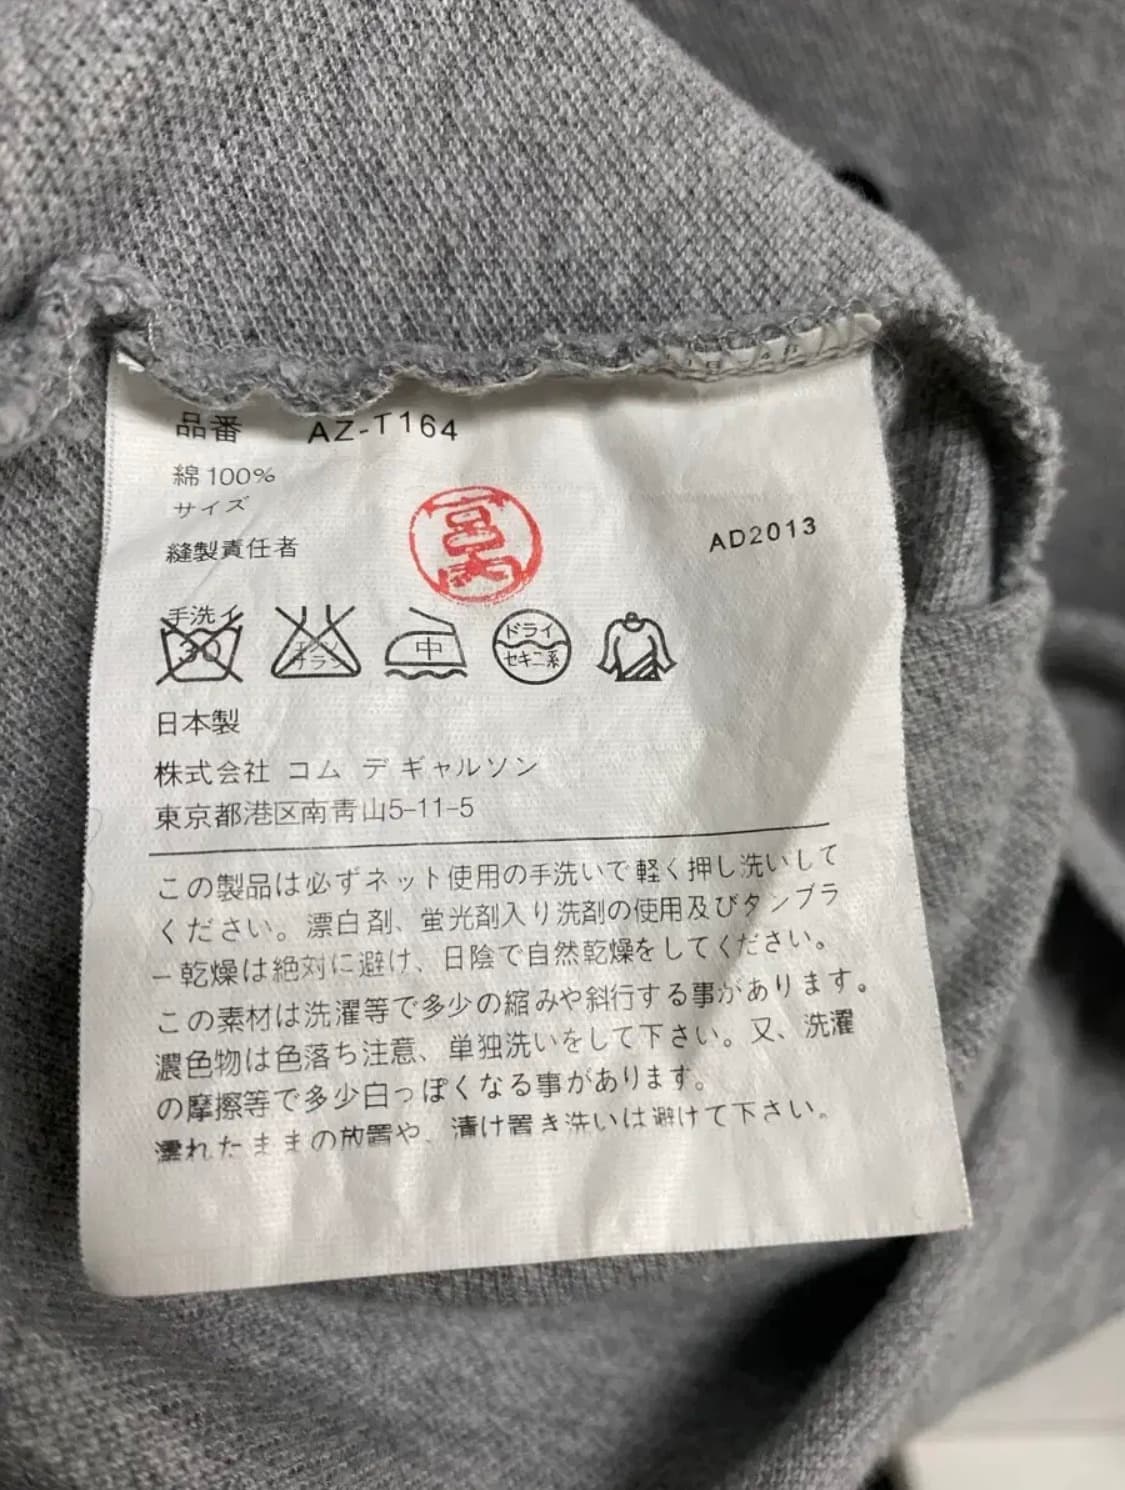 品番 AZ-T164
綿100%
サイズ
縫製責任者
AD2013
手洗イ
30
中
ドライ
セキユ系
日本製
株式会社 コム デ ギャルソン
東京都港区南青山5-11-5
この製品は必ずネット使用の手洗いで軽く押し洗いして
ください。漂白剤、蛍光剤入り洗剤の使用及びタンブラ
ー乾燥は絶対に避け、日陰で自然乾燥をしてください。
この素材は洗濯等で多少の縮みや斜行する事があります。
濃色物は色落ち注意、単独洗いをして下さい。又、洗濯
の摩擦等で多少白っぽくなる事があります。
濡れたままの放置や、漬け置き洗いは避けて下さい。